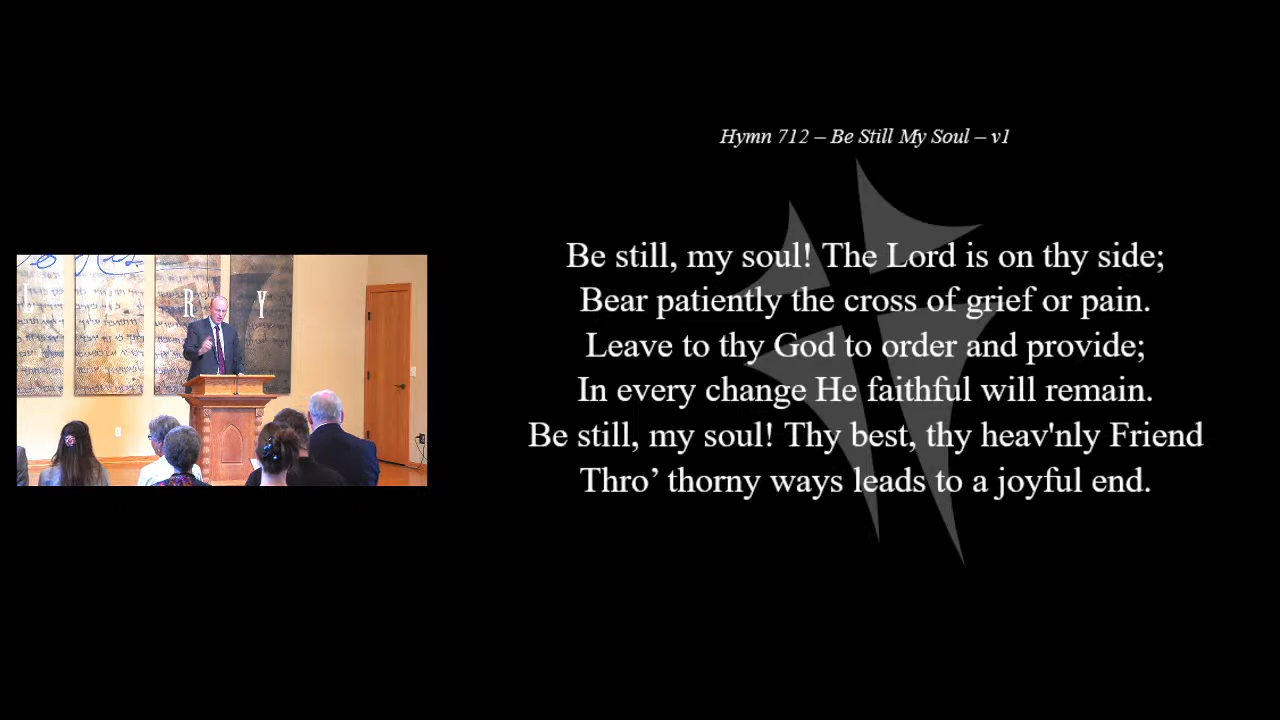 Hymn 712 – Be Still My Soul – v1
Be still, my soul! The Lord is on thy side;
Bear patiently the cross of grief or pain.
Leave to thy God to order and provide;
In every change He faithful will remain.
Be still, my soul! Thy best, thy heav'nly Friend
Thro’ thorny ways leads to a joyful end.
R Y